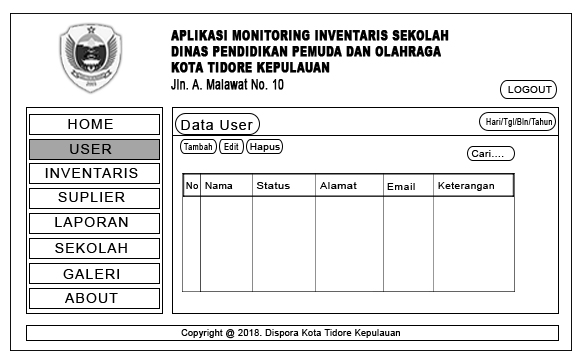 APLIKASI MONITORING INVENTARIS SEKOLAH
DINAS PENDIDIKAN PEMUDA DAN OLAHRAGA
KOTA TIDORE KEPULAUAN
Jln. A. Malawat No. 10
LOGOUT
HOME
USER
INVENTARIS
SUPLIER
LAPORAN
SEKOLAH
GALERI
ABOUT
Data User
Hari/Tgl/Bln/Tahun
Tambah Edit Hapus
Cari....
No Nama Status Alamat Email Keterangan
Copyright @ 2018. Dispora Kota Tidore Kepulauan